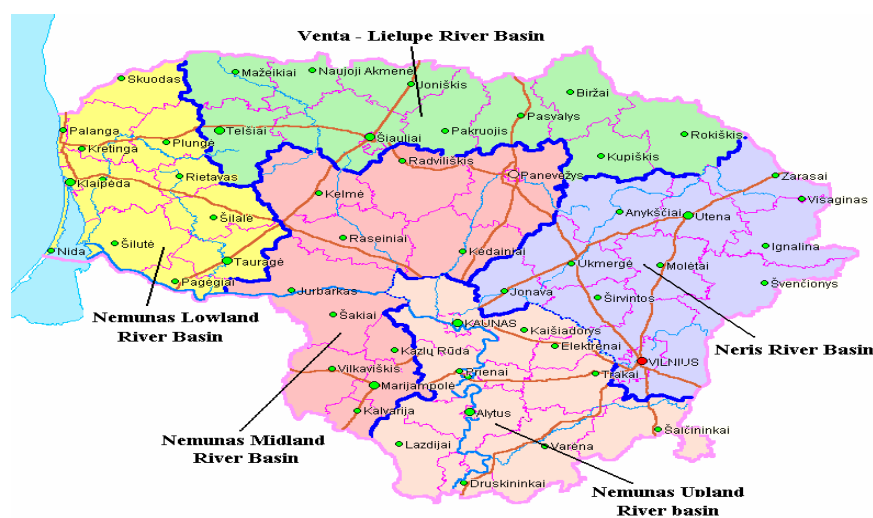 Venta - Lielupe River Basin
Skuodas
Mažeikiai
Naujoji Akmenė
Joniškis
Biržai
Palanga
Telšiai
Šiauliai
Pakruojis
Pasvalys
Rokiškis
Kretinga
Plungė
Radviliškis
Kupiškis
Klaipėda
Rietavas
Kelmė
Panevėžys
Zarasai
Višaginas
Šilalė
Anykščiai
Utena
Nida
Šilutė
Raseiniai
Kėdainiai
Ignalina
Tauragė
Ukmergė
Molėtai
Pagėgiai
Jurbarkas
Jonava
Širvintos
Švenčionys
Nemunas Lowland
River Basin
Šakiai
KAUNAS
Kaišiadorys
Elektrėnai
Neris River Basin
Kazlų Rūda
VILNIUS
Vilkaviškis
Prienai
Trakai
Marijampolė
Kalvarija
Alytus
Šalčininkai
Nemunas Midland
River Basin
Lazdijai
Varėna
Druskininkai
Nemunas Upland
River basin